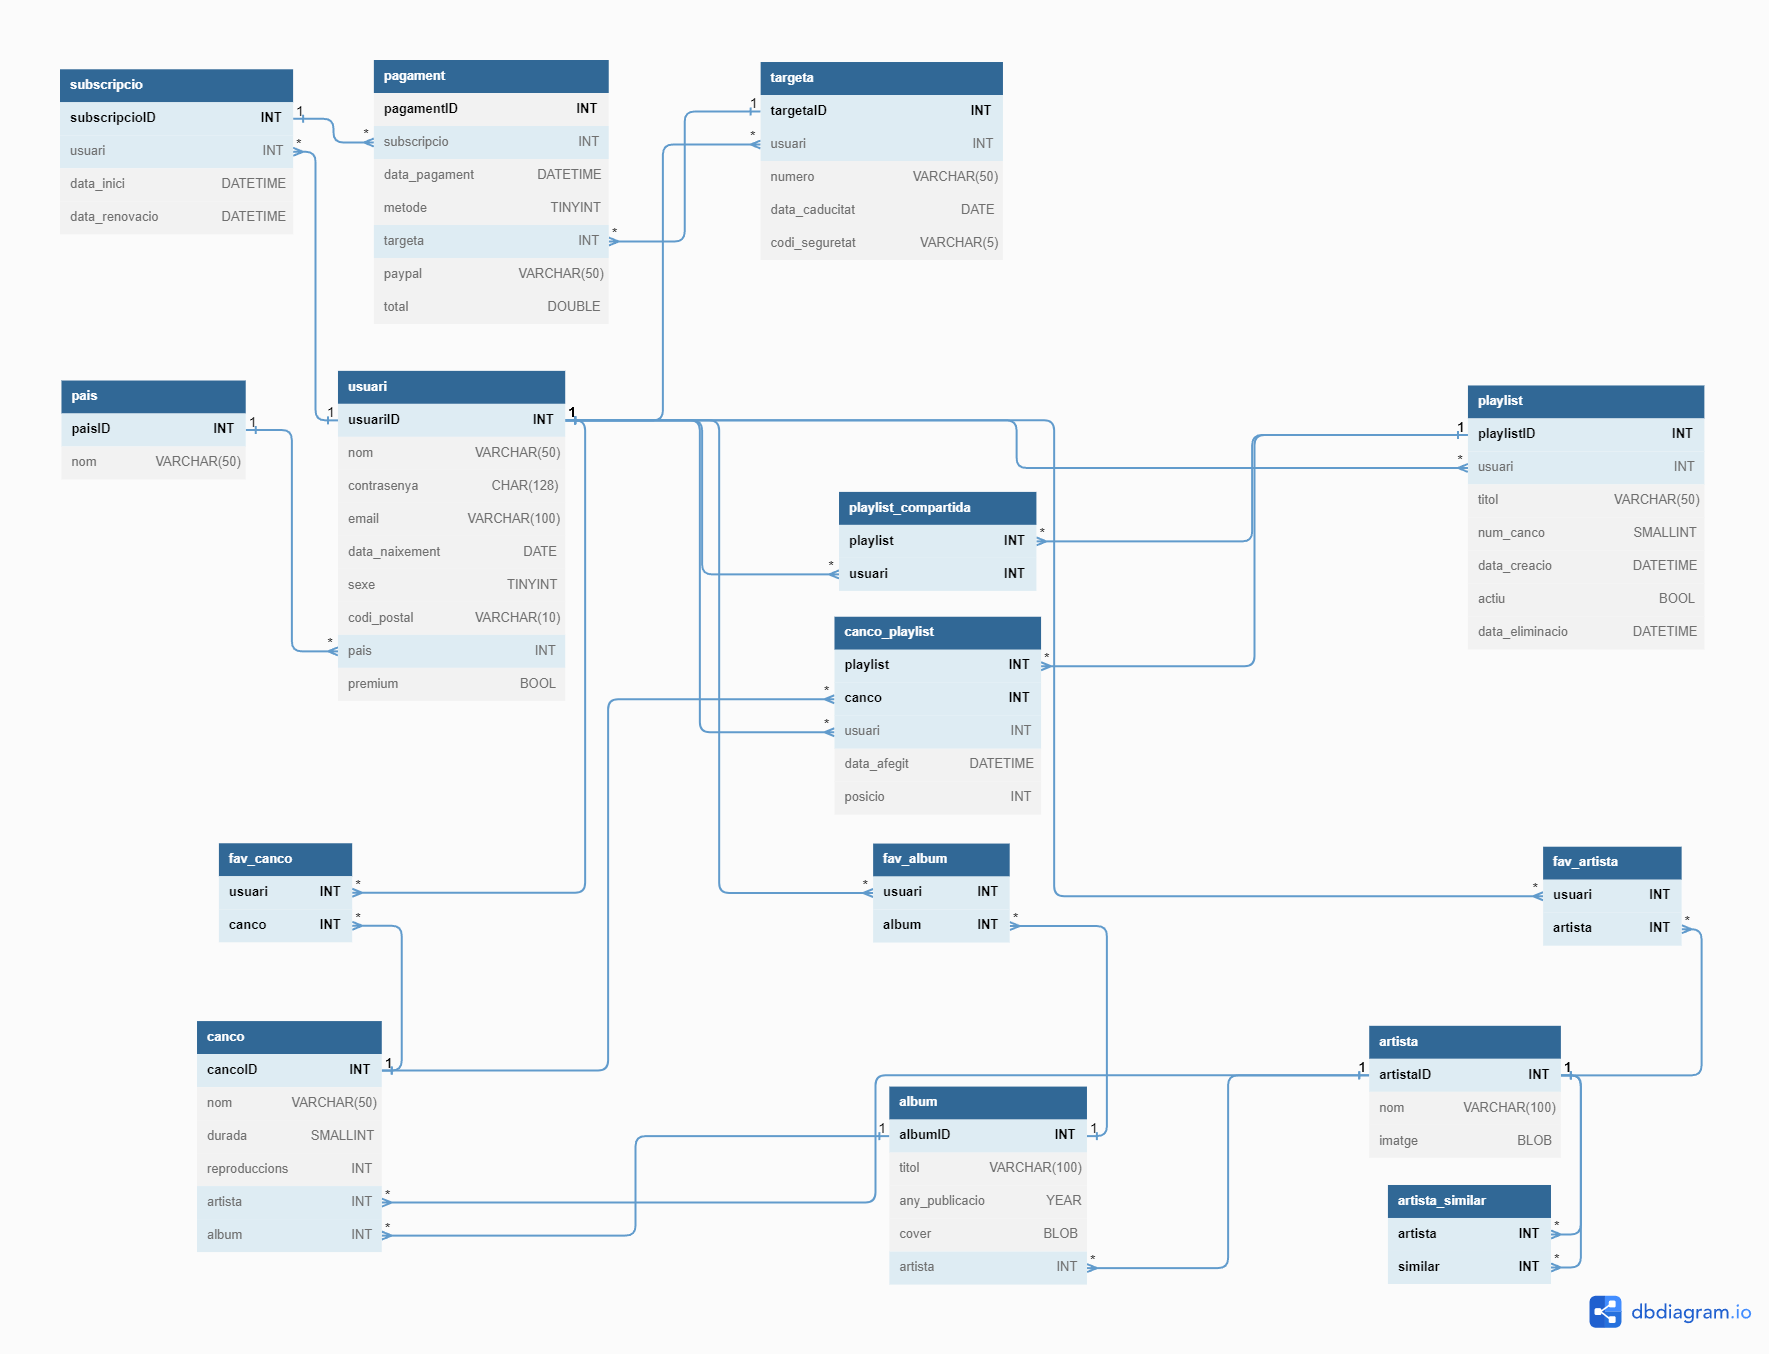 subscripcio
subscripcioID INT
usuari INT
data_inici DATETIME
data_renovacio DATETIME
1
*
pagament
pagamentID INT
subscripcio INT
data_pagament DATETIME
metode TINYINT
targeta INT
paypal VARCHAR(50)
total DOUBLE
*
*
targeta
targetaID INT
usuari INT
numero VARCHAR(50)
data_caducitat DATE
codi_seguretat VARCHAR(5)
1
*
pais
paisID INT
nom VARCHAR(50)
1
usuari
usuariID INT
nom VARCHAR(50)
contrasenya CHAR(128)
email VARCHAR(100)
data_naixement DATE
sexe TINYINT
codi_postal VARCHAR(10)
pais INT
premium BOOL
1
1
*
playlist
playlistID INT
usuari INT
titol VARCHAR(50)
num_canco SMALLINT
data_creacio DATETIME
actiu BOOL
data_eliminacio DATETIME
1
*
playlist_compartida
playlist INT
usuari INT
*
*
canco_playlist
playlist INT
canco INT
usuari INT
data_afegit DATETIME
posicio INT
*
*
*
fav_canco
usuari INT
canco INT
*
*
fav_album
usuari INT
album INT
*
*
fav_artista
usuari INT
artista INT
*
*
canco
cancoID INT
nom VARCHAR(50)
durada SMALLINT
reproduccions INT
artista INT
album INT
1
*
*
album
albumID INT
titol VARCHAR(100)
any_publicacio YEAR
cover BLOB
artista INT
1
1
*
artista
artistaID INT
nom VARCHAR(100)
imatge BLOB
1
1
artista_similar
artista INT
similar INT
*
*
dbdiagram.io